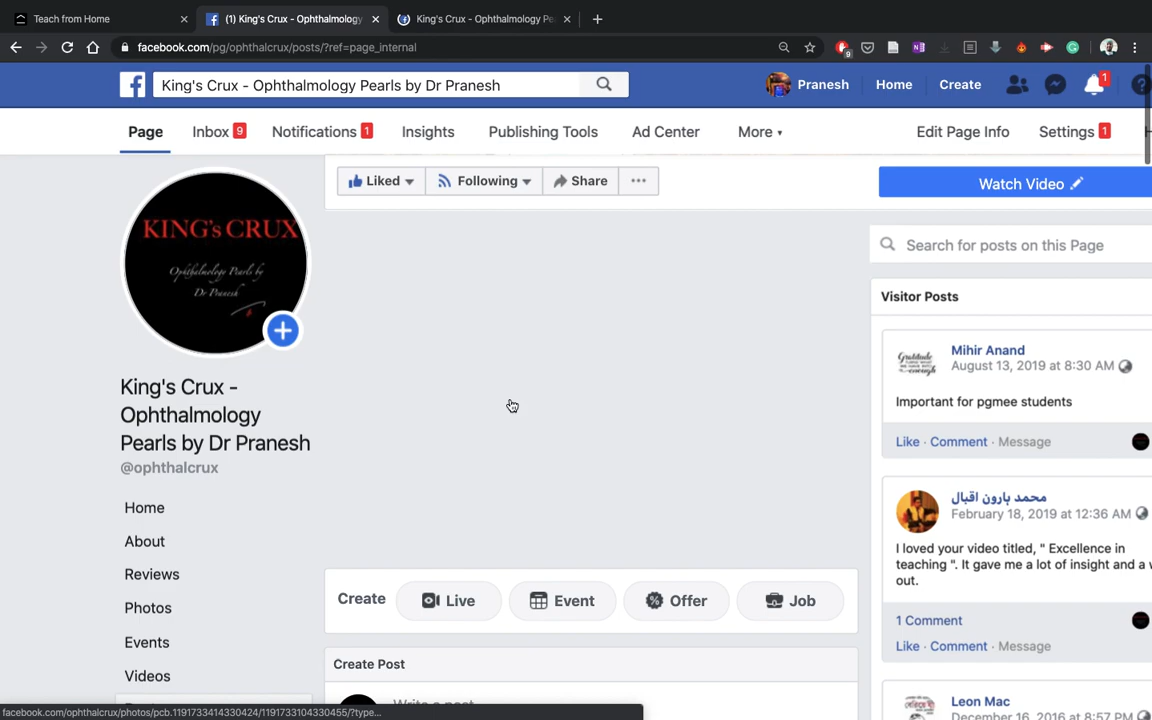 Teach from Home
(1) King's Crux - Ophthalmology
King's Crux - Ophthalmology Pe
facebook.com/pg/ophthalcrux/posts/?ref=page_internal
9
King's Crux - Ophthalmology Pearls by Dr Pranesh
Pranesh
Home
Create
1
Page
Inbox 9
Notifications 1
Insights
Publishing Tools
Ad Center
More
Edit Page Info
Settings 1
Liked
Following
Share
Watch Video
KING's CRUX
Ophthalmology Pearls by
Dr Pranesh
King's Crux -
Ophthalmology
Pearls by Dr Pranesh
@ophthalcrux
Home
About
Reviews
Photos
Events
Videos
Create
Live
Event
Offer
Job
Create Post
Search for posts on this Page
Visitor Posts
Gratitude
enough
Mihir Anand
August 13, 2019 at 8:30 AM
Important for pgmee students
Like · Comment · Message
محمد ہارون اقبال
February 18, 2019 at 12:36 AM
I loved your video titled, " Excellence in
teaching ". It gave me a lot of insight and a w
out.
1 Comment
Like · Comment · Message
Leon Mac
December 16, 2016 at 8:57 PM
facebook.com/ophthalcrux/photos/pcb.1191733414330424/1191733104330455/?type...